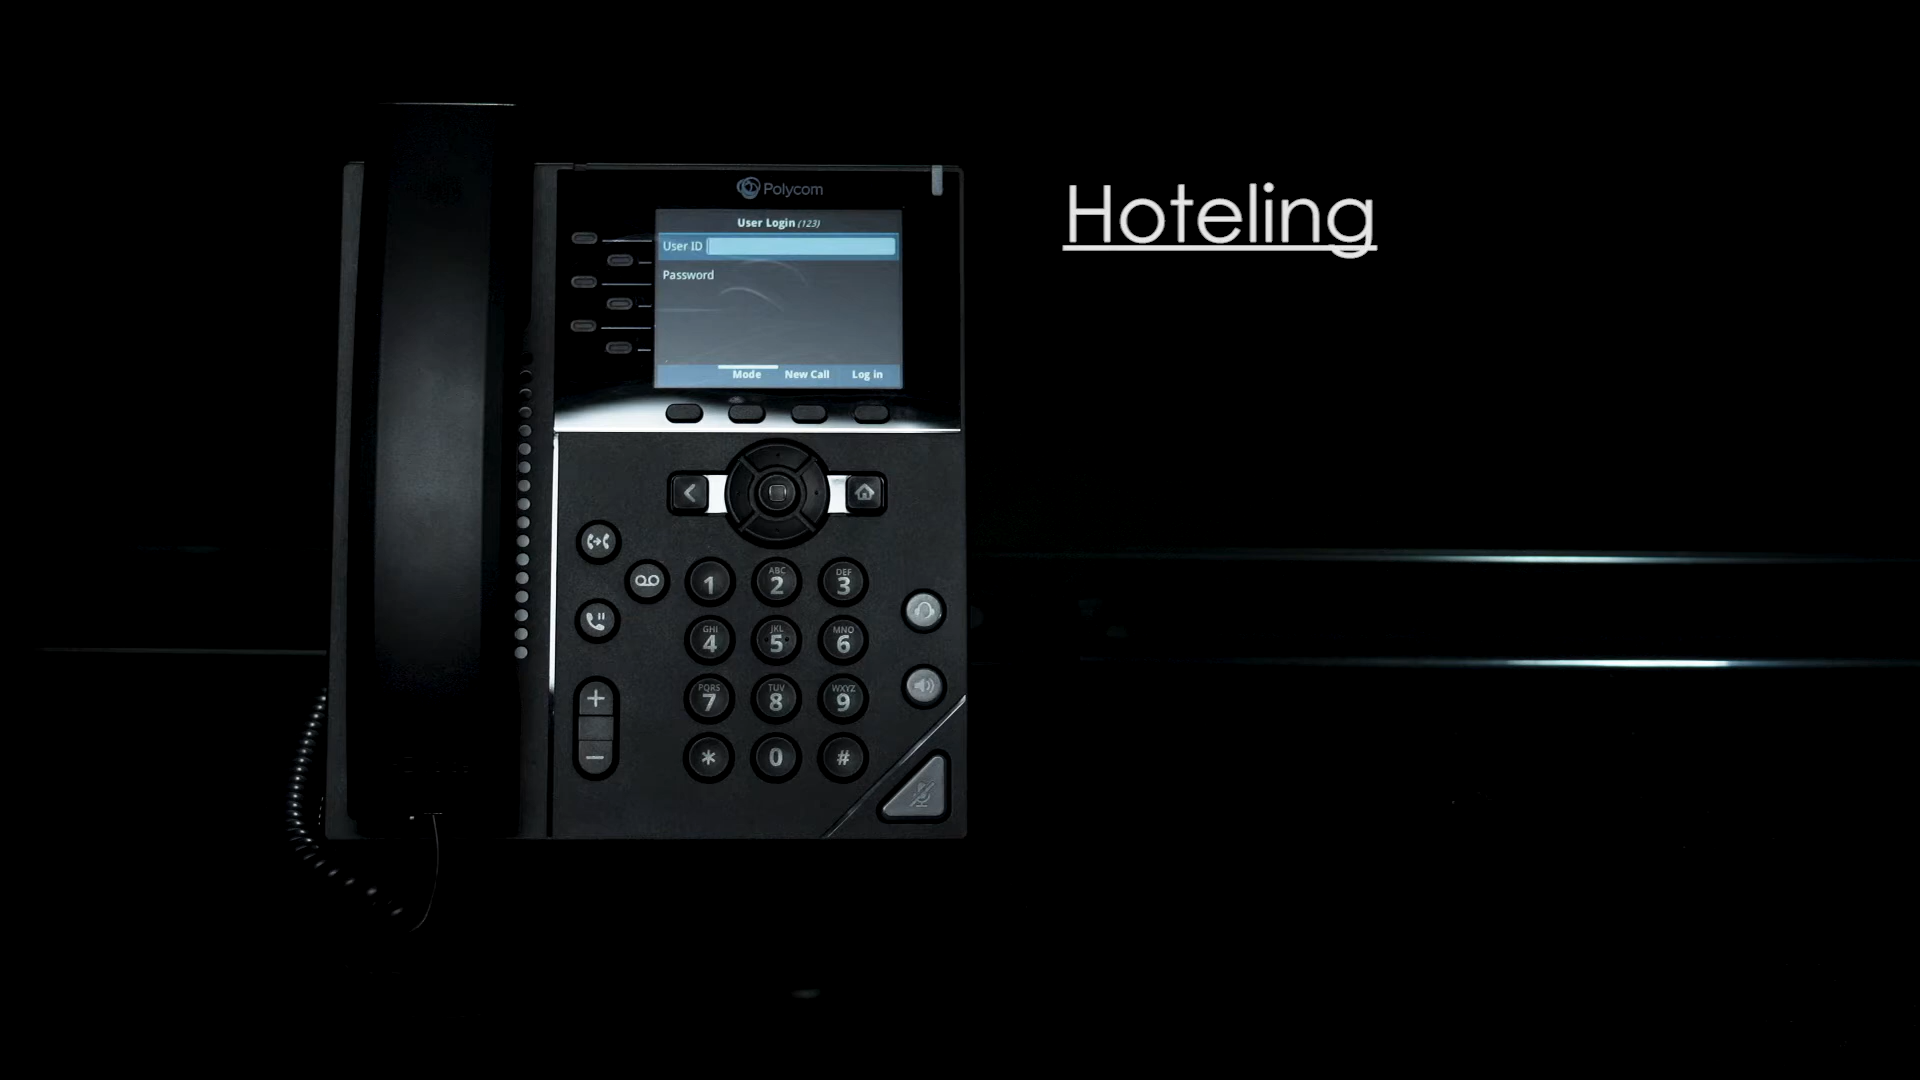 Polycom
User Login (123)
User ID
Password
Mode New Call Log in
Hoteling
1
ABC
2
DEF
3
GHI
4
JKL
5
MNO
6
PQRS
7
TUV
8
WXYZ
9
*
0
#
+
−